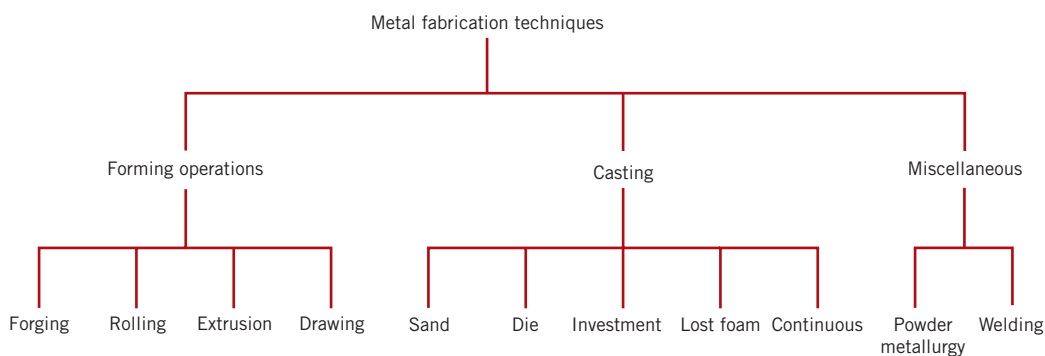 Metal fabrication techniques
Forming operations
Casting
Miscellaneous
Forging
Rolling
Extrusion
Drawing
Sand
Die
Investment
Lost foam
Continuous
Powder
metallurgy
Welding